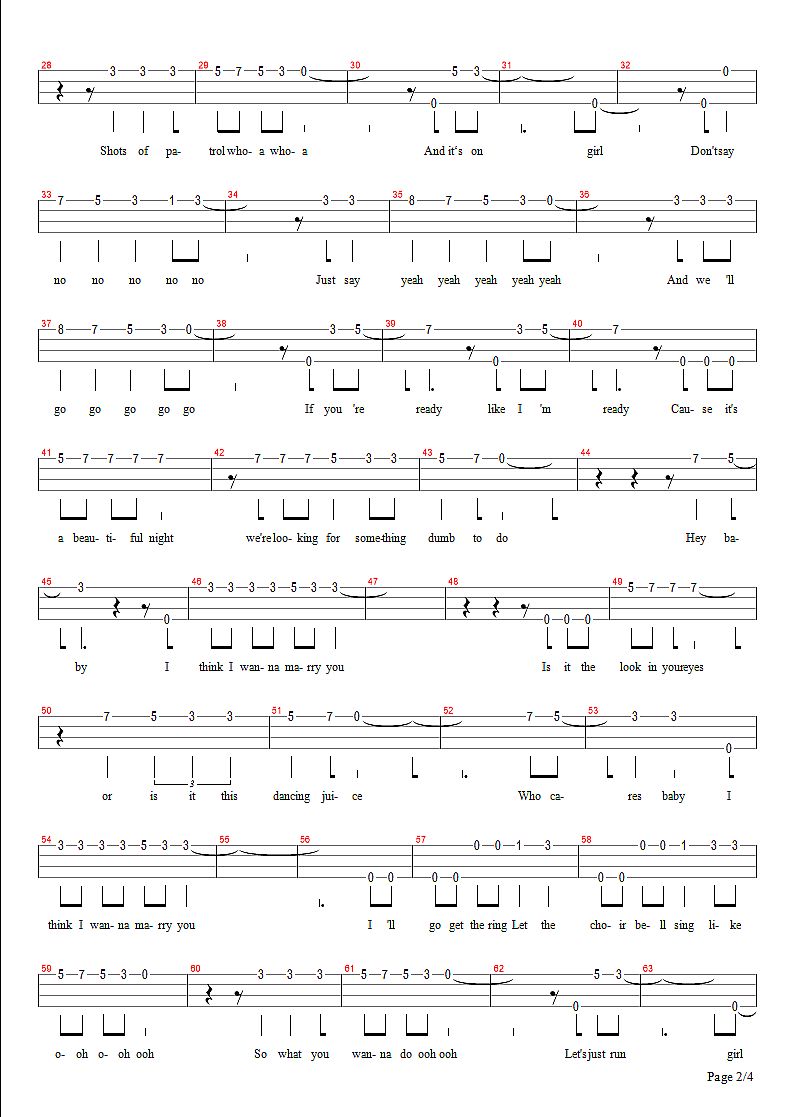 28 29 30 31 32
3 3 3 5 7 5 3 0 5 3 0
0 0 0
Shots of pa- trol who- a who- a And it's on girl Don't say
33 34 35 36
7 5 3 1 3 3 3 8 7 5 3 0 3 3 3
no no no no no Just say yeah yeah yeah yeah yeah And we 'll
37 38 39 40
8 7 5 3 0 3 5 7 3 5 7
0 0 0 0 0
go go go go go If you 're ready like I 'm ready Cau- se it's
41 42 43 44
5 7 7 7 7 7 7 7 5 3 3 5 7 0 7 5
a beau- ti- ful night we're loo- king for some- thing dumb to do Hey ba-
45 46 47 48 49
3 3 3 3 3 5 3 3 5 7 7 7
0 0 0 0
by I think I wan- na ma- rry you Is it the look in your eyes
50 51 52 53
7 5 3 3 5 7 0 7 5 3 3
0
3
or is it this dancing jui- ce Who ca- res baby I
54 55 56 57 58
3 3 3 3 5 3 3 0 0 1 3 0 0 1 3 3
0 0 0 0 0 0
think I wan- na ma- rry you I 'll go get the ring Let the cho- ir be- ll sing li- ke
59 60 61 62 63
5 7 5 3 0 3 3 3 5 7 5 3 0 5 3
0 0
o- oh o- oh ooh So what you wan- na do ooh ooh Let's just run girl
Page 2/4